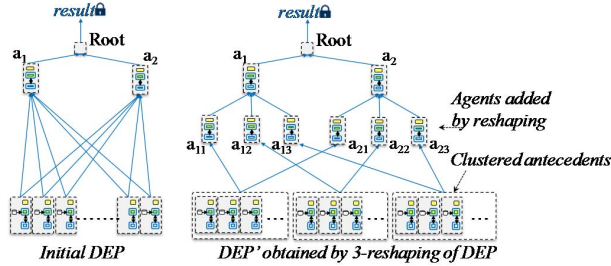 result
Root
a1
a2
Initial DEP
result
Root
a1
a2
a11
a12
a13
a21
a22
a23
Agents added
by reshaping
Clustered antecedents
DEP' obtained by 3-reshaping of DEP